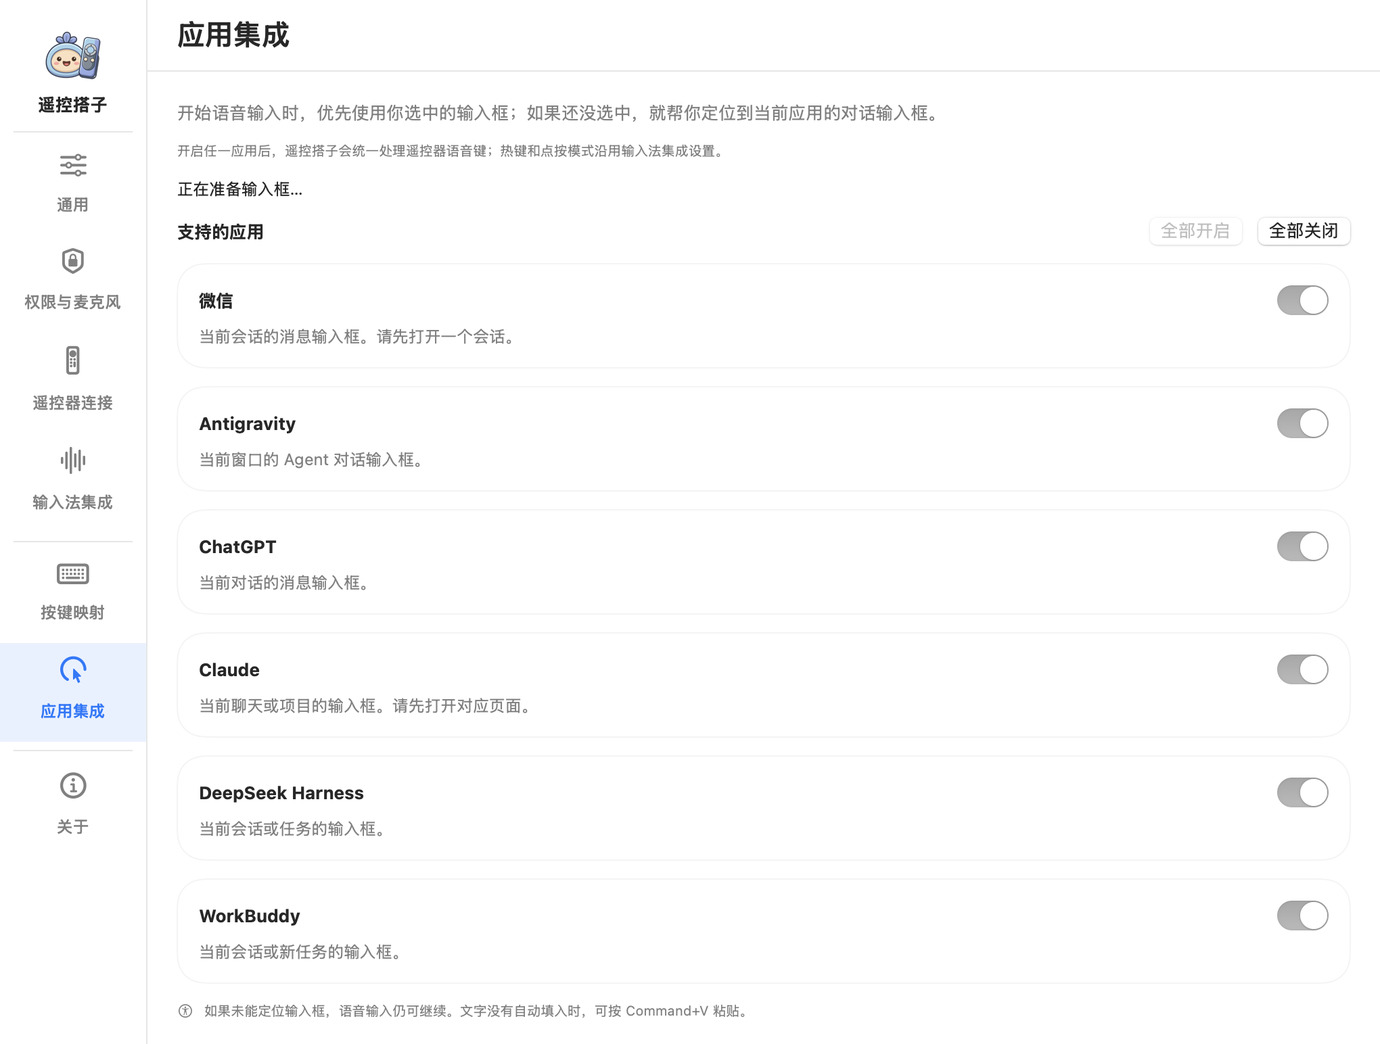 应用集成
遥控搭子
通用
权限与麦克风
遥控器连接
输入法集成
按键映射
应用集成
关于
开始语音输入时，优先使用你选中的输入框；如果还没选中，就帮你定位到当前应用的对话输入框。
开启任一应用后，遥控搭子会统一处理遥控器语音键；热键和点按模式沿用输入法集成设置。
正在准备输入框...
支持的应用
全部开启
全部关闭
微信
当前会话的消息输入框。请先打开一个会话。
Antigravity
当前窗口的 Agent 对话输入框。
ChatGPT
当前对话的消息输入框。
Claude
当前聊天或项目的输入框。请先打开对应页面。
DeepSeek Harness
当前会话或任务的输入框。
WorkBuddy
当前会话或新任务的输入框。
如果未能定位输入框，语音输入仍可继续。文字没有自动填入时，可按 Command+V 粘贴。